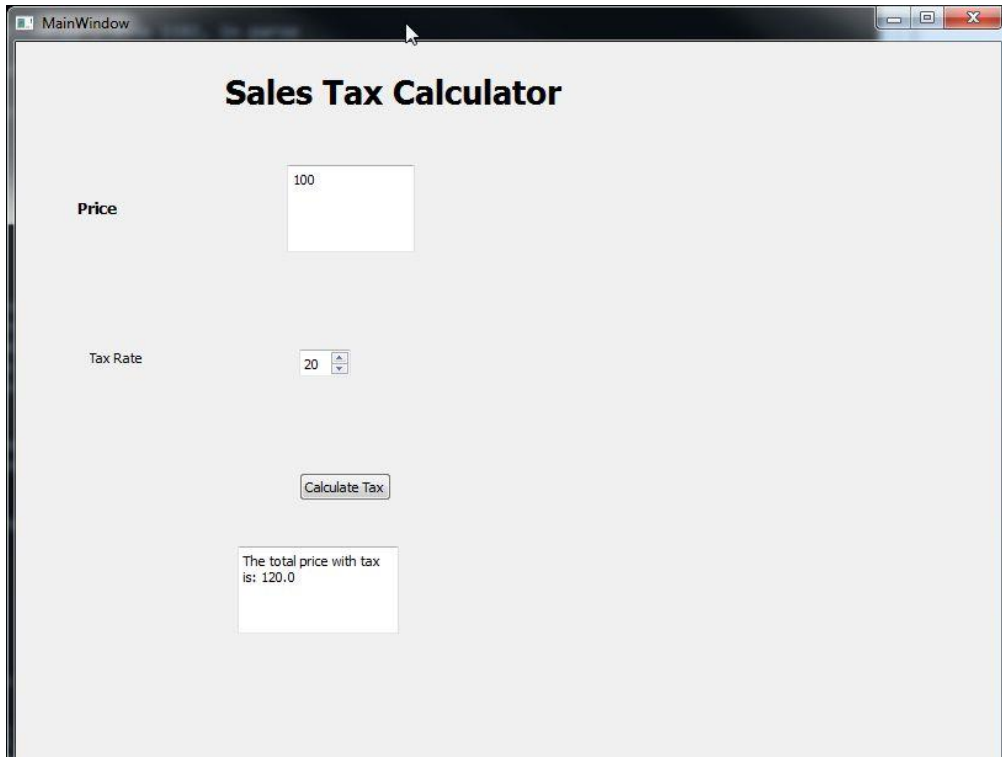 MainWindow
Sales Tax Calculator
100
Price
Tax Rate
20
Calculate Tax
The total price with tax
is: 120.0